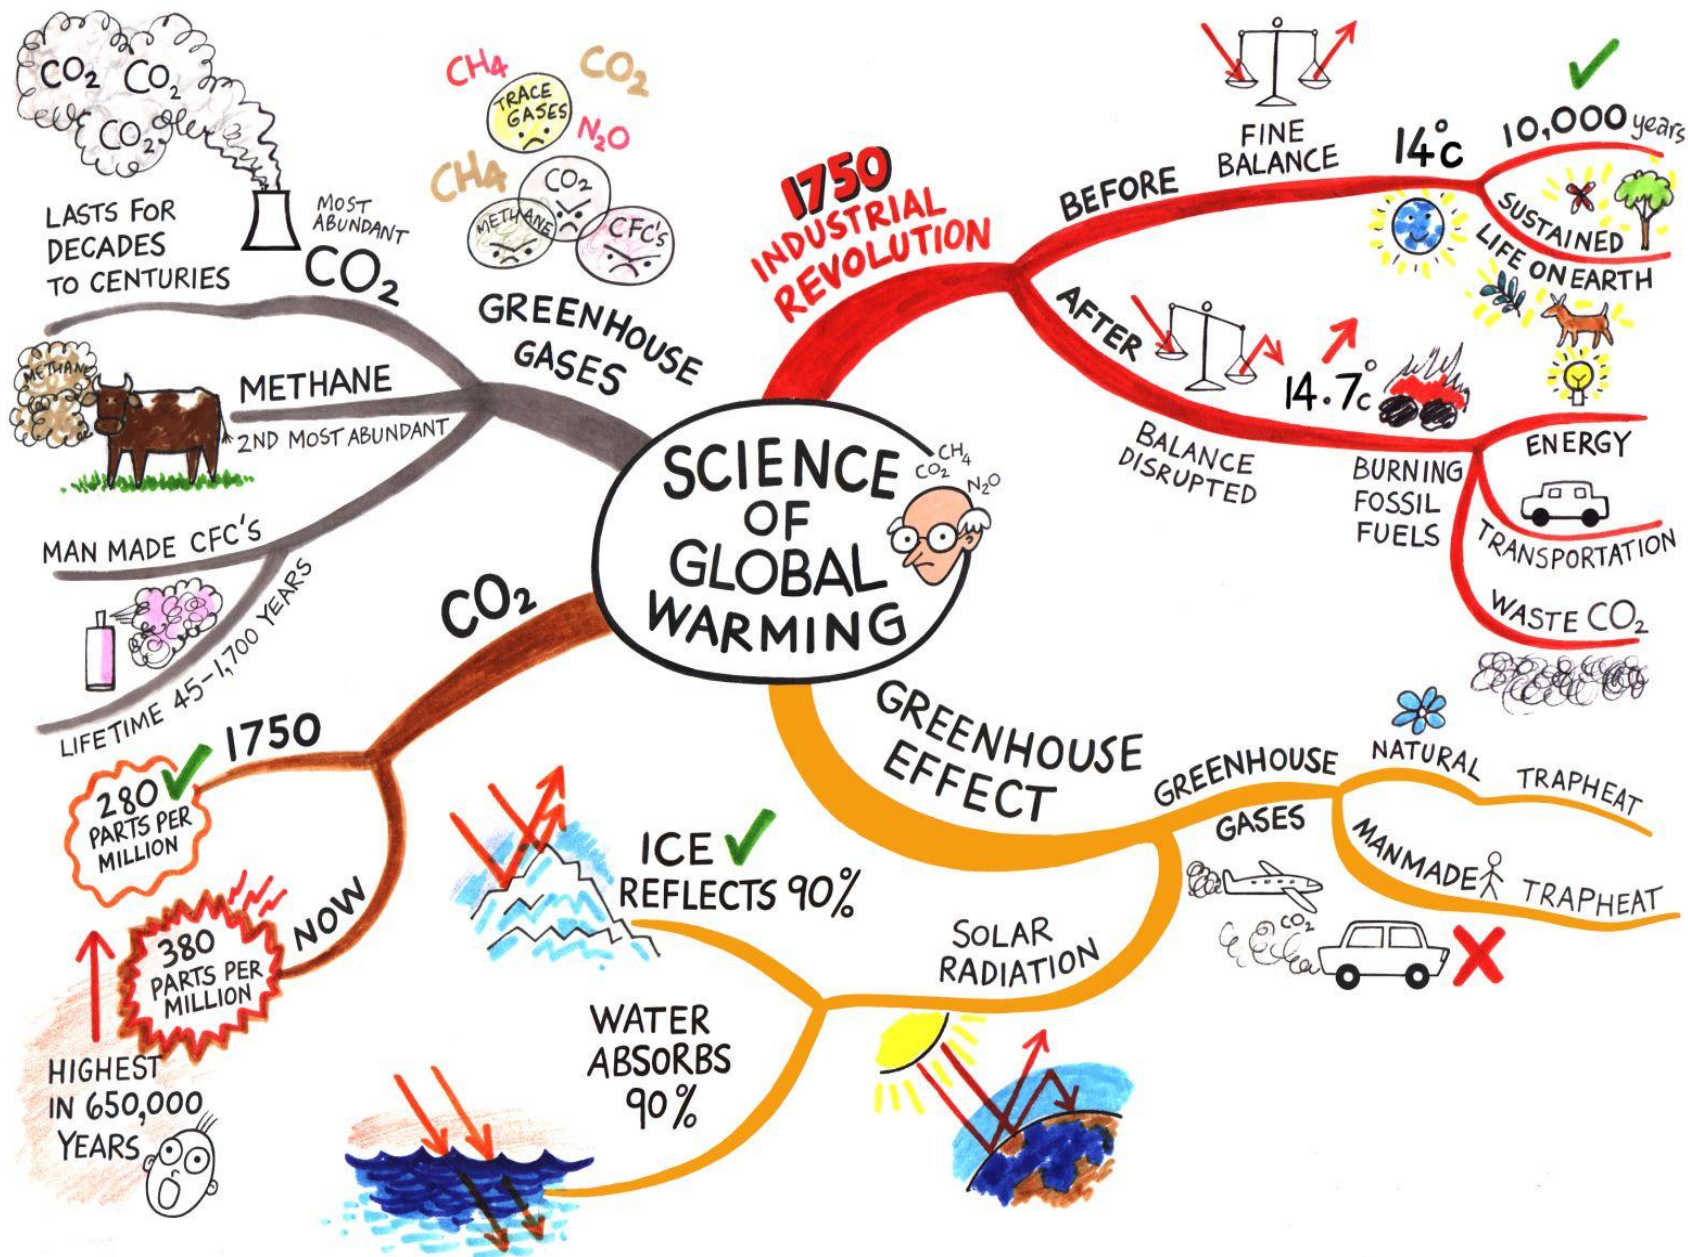 SCIENCE
OF
GLOBAL
WARMING
CO2
CH4
N2O
1750
INDUSTRIAL
REVOLUTION
BEFORE
FINE
BALANCE
14°C
10,000 years
SUSTAINED
LIFE ON EARTH
AFTER
BALANCE
DISRUPTED
14.7°C
BURNING
FOSSIL
FUELS
ENERGY
TRANSPORTATION
WASTE CO2
GREENHOUSE
EFFECT
GREENHOUSE
GASES
NATURAL
TRAPHEAT
MANMADE
TRAPHEAT
CO2
SOLAR
RADIATION
ICE
REFLECTS 90%
WATER
ABSORBS
90%
CO2
1750
280
PARTS PER
MILLION
NOW
380
PARTS PER
MILLION
HIGHEST
IN 650,000
YEARS
GREENHOUSE
GASES
CH4
CO2
TRACE
GASES
N2O
CH4
CO2
METHANE
CFC'S
CO2 CO2
CO2
MOST
ABUNDANT
CO2
LASTS FOR
DECADES
TO CENTURIES
METHANE
METHANE
2ND MOST ABUNDANT
MAN MADE CFC'S
LIFETIME 45-1,700 YEARS